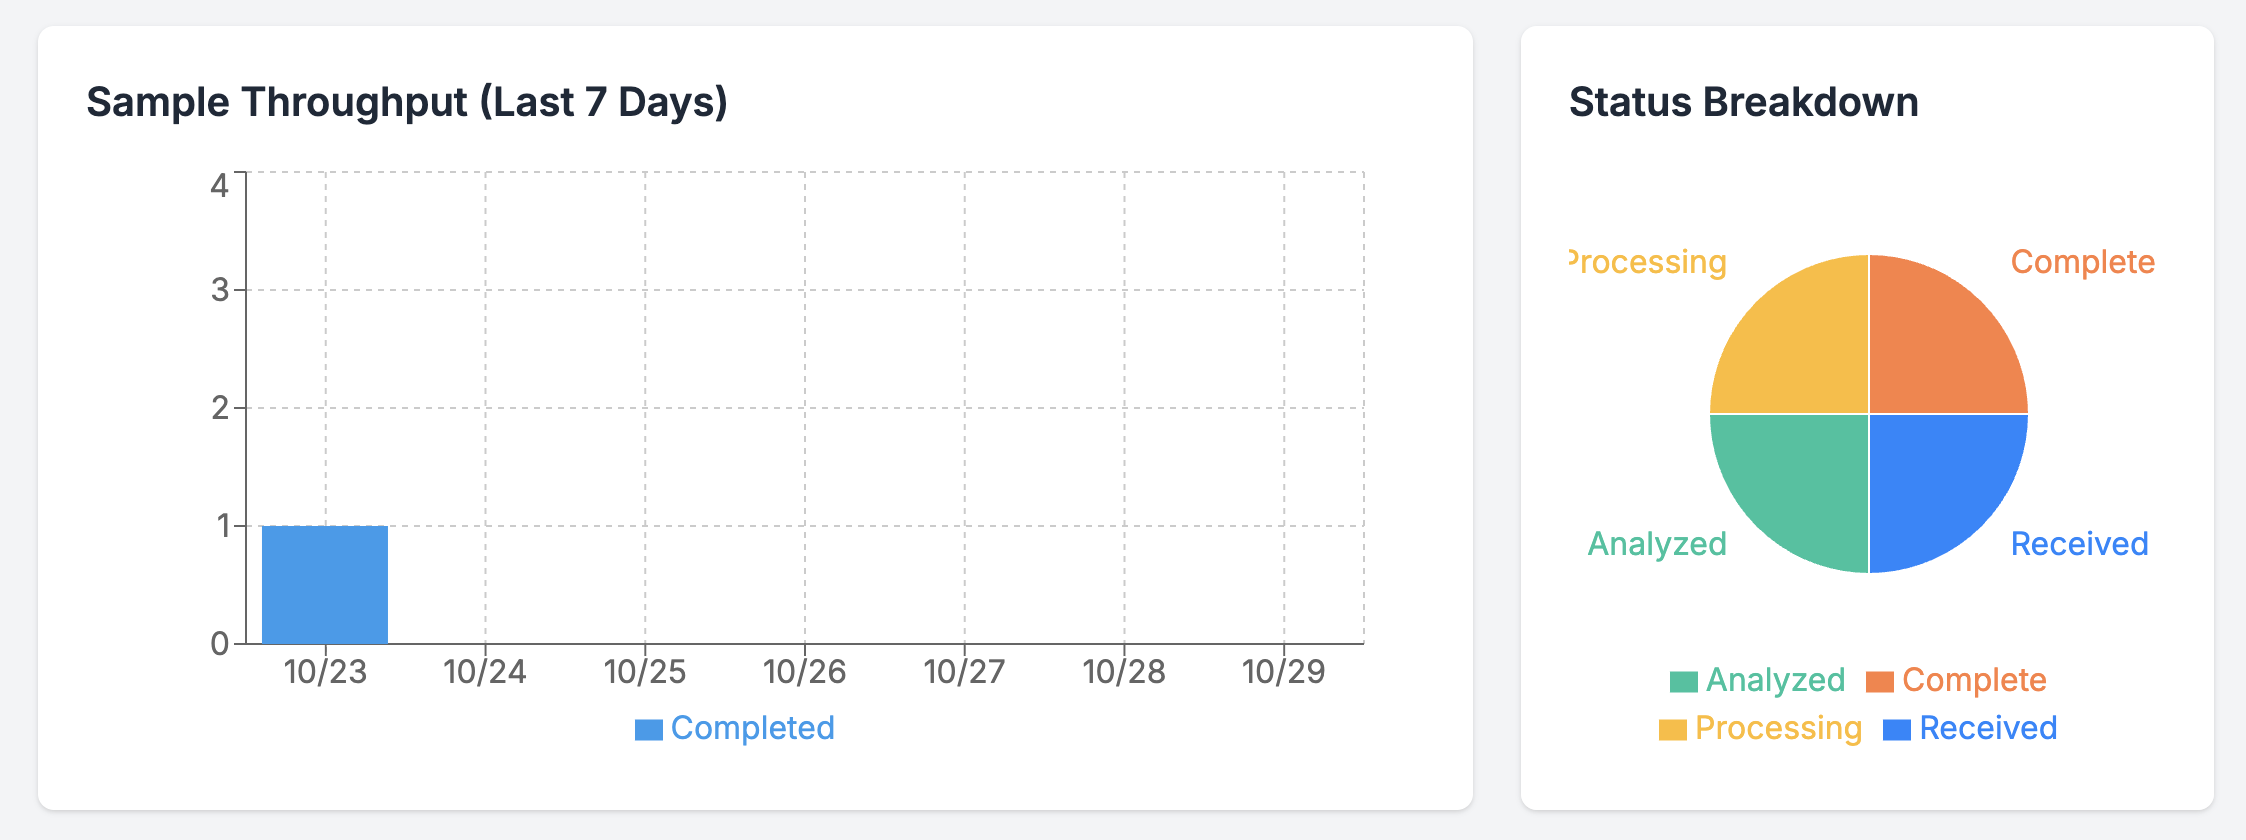 Sample Throughput (Last 7 Days)
4
3
2
1
0
10/23 10/24 10/25 10/26 10/27 10/28 10/29
Completed
Status Breakdown
Processing Complete
Analyzed Received
Analyzed Complete
Processing Received